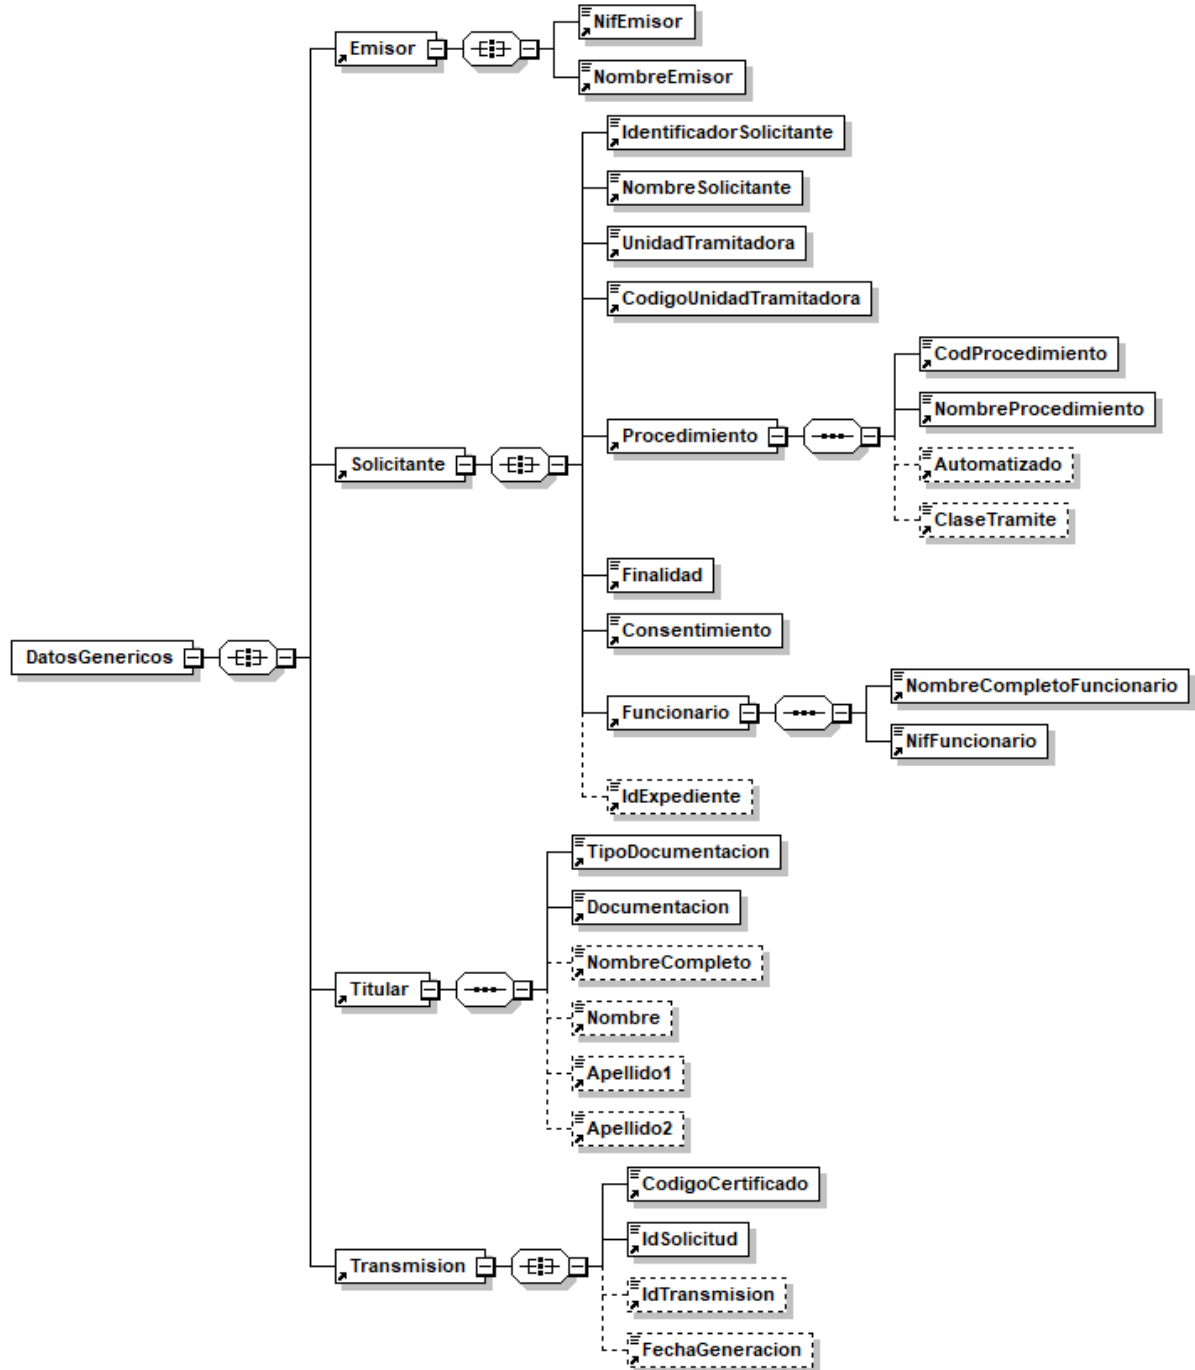 NifEmisor
Emisor
NombreEmisor
IdentificadorSolicitante
NombreSolicitante
UnidadTramitadora
CodigoUnidadTramitadora
CodProcedimiento
NombreProcedimiento
Procedimiento
Automatizado
Solicitante
ClaseTramite
Finalidad
Consentimiento
DatosGenericos
NombreCompletoFuncionario
Funcionario
NifFuncionario
IdExpediente
TipoDocumentacion
Documentacion
NombreCompleto
Titular
Nombre
Apellido1
Apellido2
CodigoCertificado
IdSolicitud
Transmision
IdTransmision
FechaGeneracion